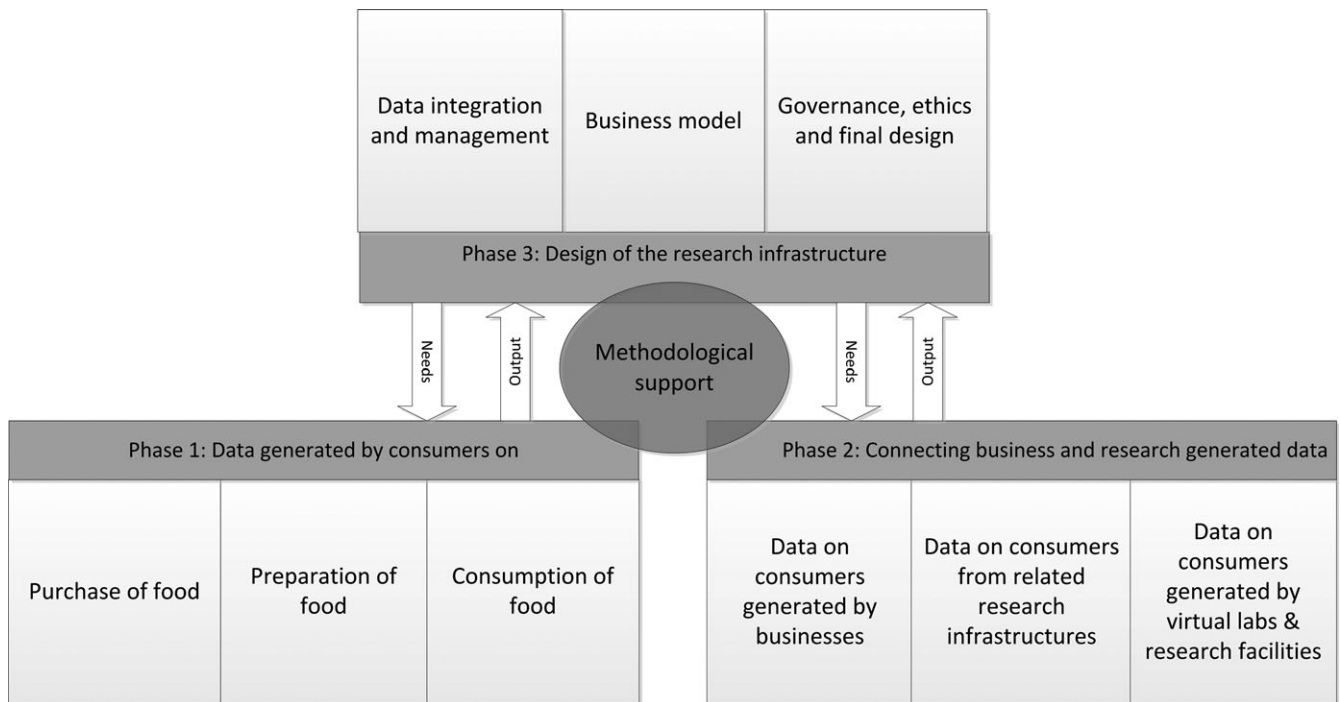 Data integration
and management
Business model
Governance, ethics
and final design
Phase 3: Design of the research infrastructure
Needs
Output
Methodological
support
Needs
Output
Phase 1: Data generated by consumers on
Purchase of food
Preparation of
food
Consumption of
food
Phase 2: Connecting business and research generated data
Data on
consumers
generated by
businesses
Data on consumers
from related
research
infrastructures
Data on
consumers
generated by
virtual labs &
research facilities